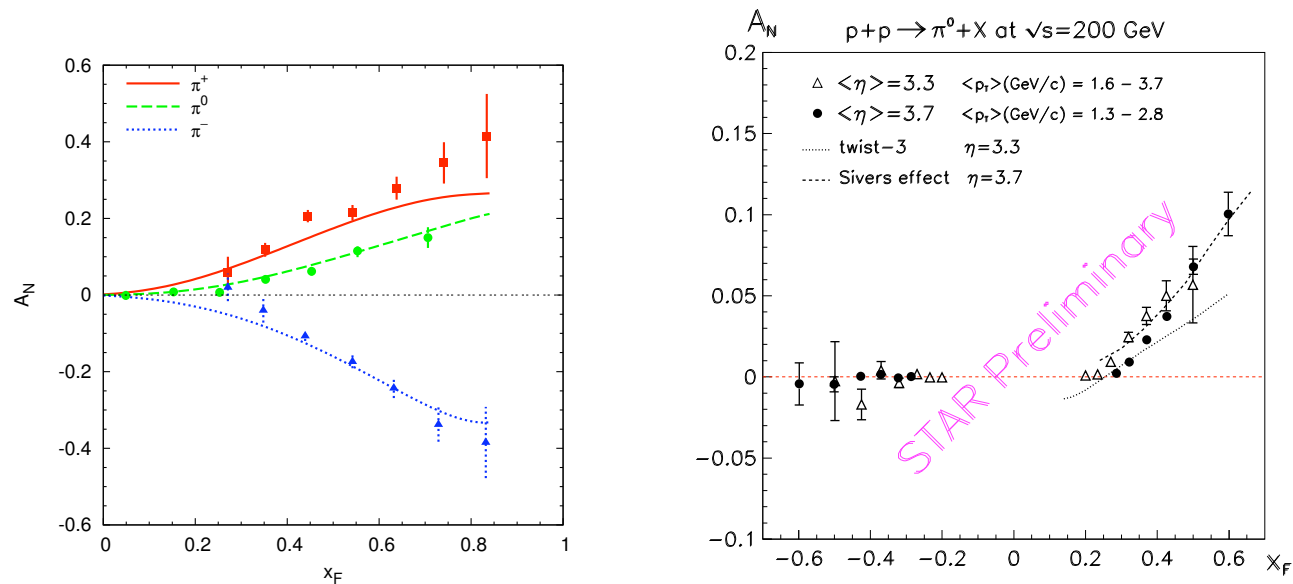 0.6
0.4
0.2
0
-0.2
-0.4
-0.6
A_N
π⁺
π⁰
π⁻
0 0.2 0.4 0.6 0.8 1
x_F
A_N
p+p → π⁰+X at √s=200 GeV
0.2
0.15
0.1
0.05
0
−0.05
−0.1
<η>=3.3 <p_T>(GeV/c) = 1.6 − 3.7
<η>=3.7 <p_T>(GeV/c) = 1.3 − 2.8
twist−3 η=3.3
Sivers effect η=3.7
STAR Preliminary
−0.6 −0.4 −0.2 0 0.2 0.4 0.6
x_F